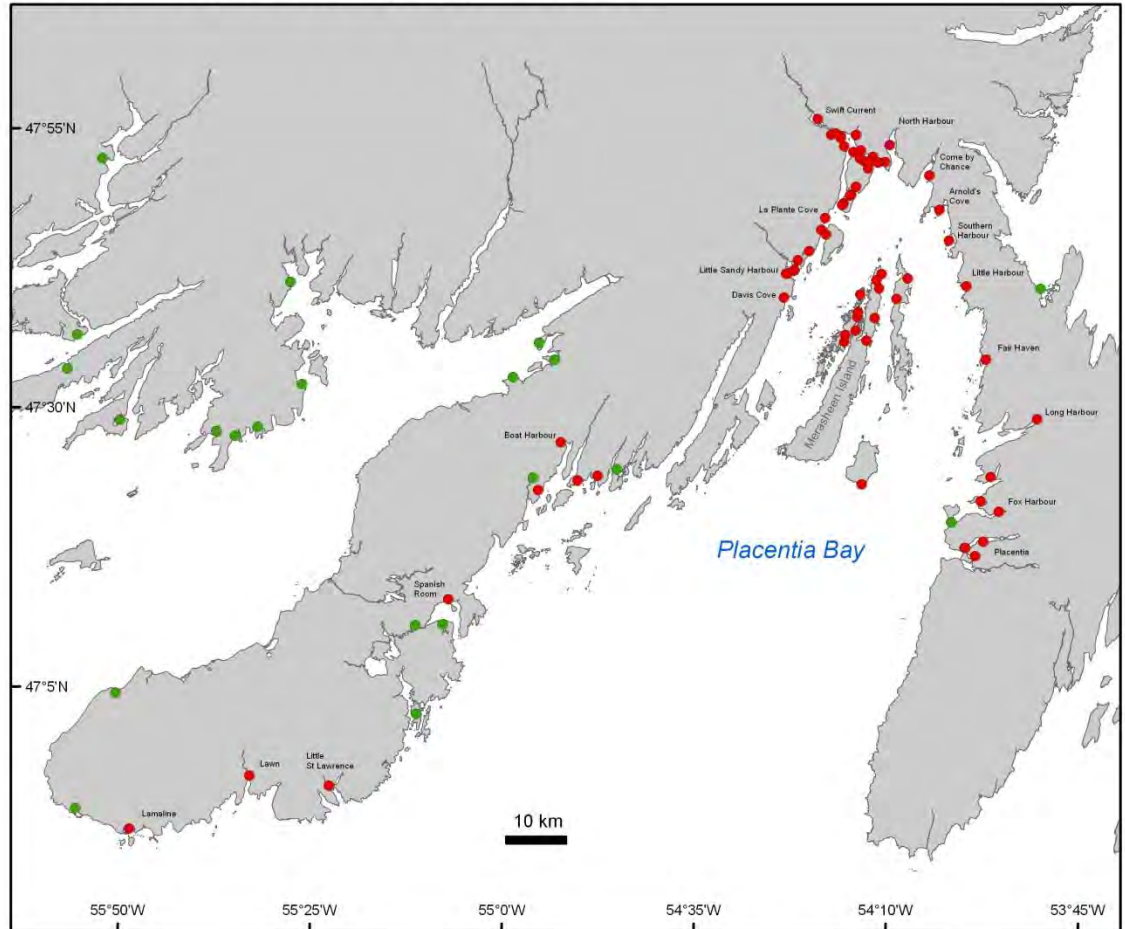 Swift Current
47°55'N
North Harbour
Come by
Chance
Arnold's
Cove
La Plante Cove
Southern
Harbour
Little Sandy Harbour
Little Harbour
Davis Cove
Fair Haven
47°30'N
Merasheen Island
Long Harbour
Boat Harbour
Fox Harbour
Placentia Bay
Placentia
Spanish
Room
47°5'N
Lawn
Little
St Lawrence
Lamaline
10 km
55°50'W
55°25'W
55°0'W
54°35'W
54°10'W
53°45'W